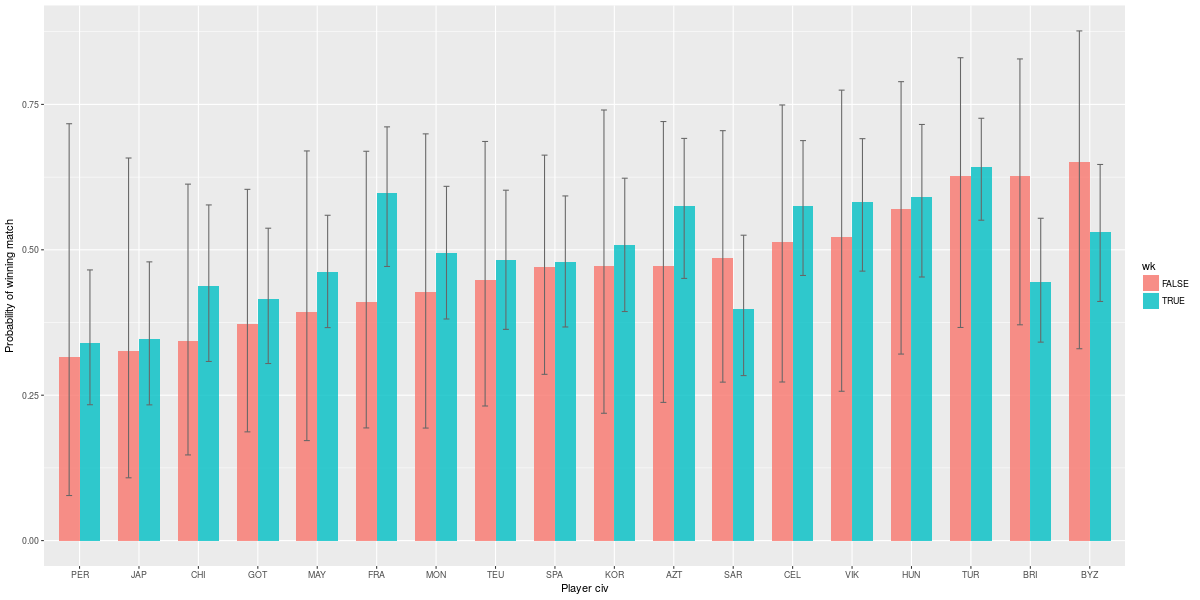 0.75
0.50
0.25
0.00
Probability of winning match
PER JAP CHI GOT MAY FRA MON TEU SPA KOR AZT SAR CEL VIK HUN TUR BRI BYZ
Player civ
wk
FALSE
TRUE